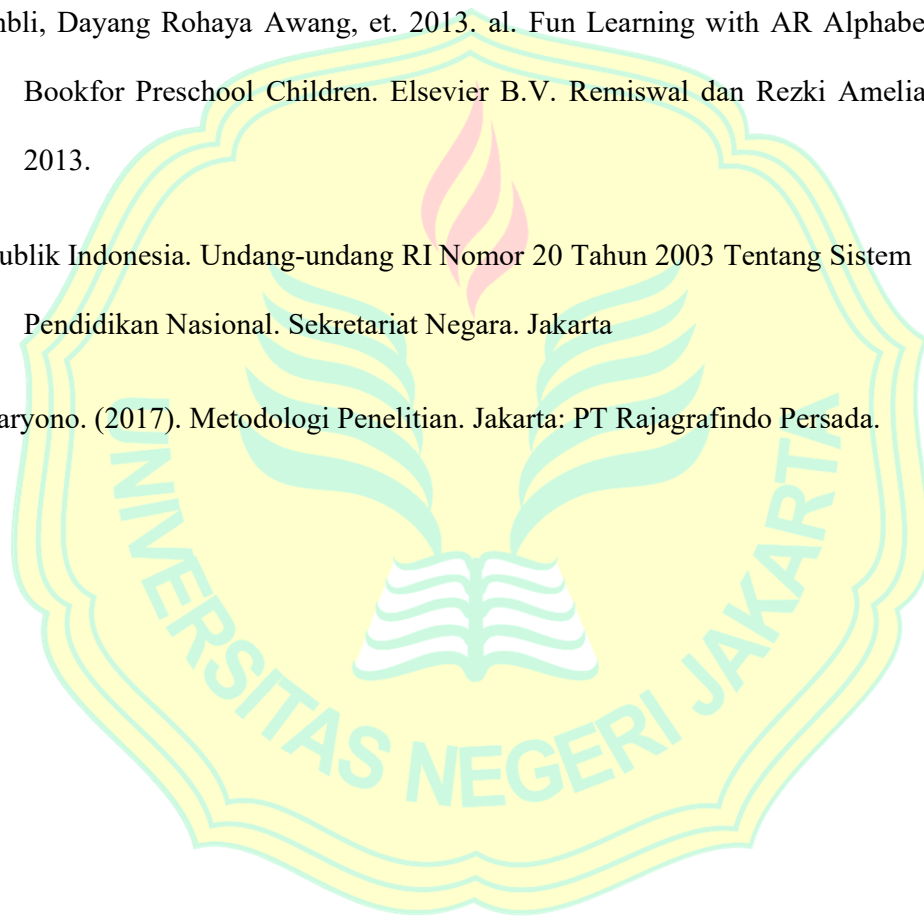 nbli, Dayang Rohaya Awang, et. 2013. al. Fun Learning with AR Alphabe
Bookfor Preschool Children. Elsevier B.V. Remiswal dan Rezki Amelia
2013.
ublik Indonesia. Undang-undang RI Nomor 20 Tahun 2003 Tentang Sistem
Pendidikan Nasional. Sekretariat Negara. Jakarta
aryono. (2017). Metodologi Penelitian. Jakarta: PT Rajagrafindo Persada.
UNIVERSITAS NEGERI JAKARTA